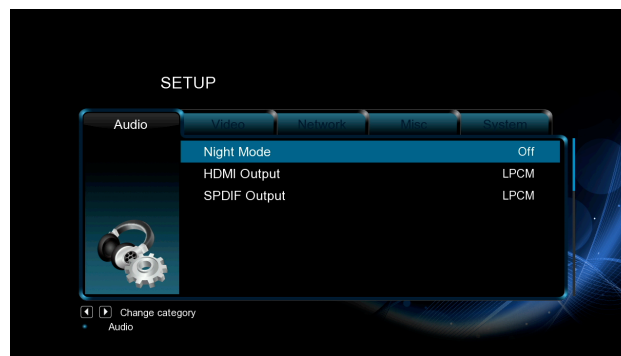 SETUP
Audio Video Network Misc System
Night Mode Off
HDMI Output LPCM
SPDIF Output LPCM
Change category
Audio